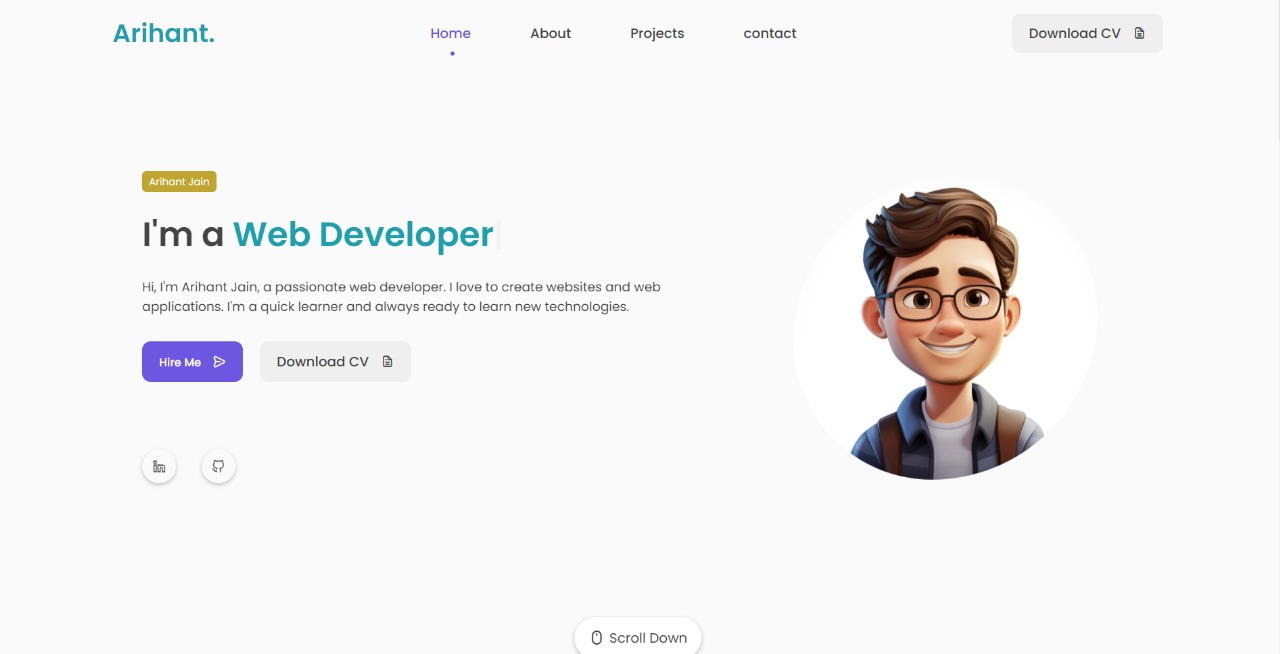 Arihant.
Home
About
Projects
contact
Download CV
Arihant Jain
I'm a Web Developer
Hi, I'm Arihant Jain, a passionate web developer. I love to create websites and web
applications. I'm a quick learner and always ready to learn new technologies.
Hire Me
Download CV
Scroll Down